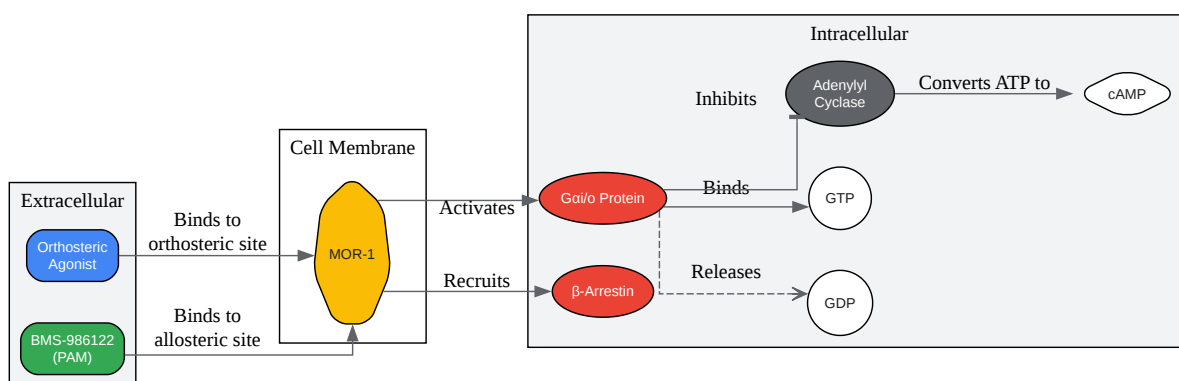 Extracellular
Orthosteric
Agonist
BMS-986122
(PAM)
Binds to
orthosteric site
Binds to
allosteric site
Cell Membrane
MOR-1
Activates
Recruits
Intracellular
Gαi/o Protein
β-Arrestin
Inhibits
Binds
Releases
Adenylyl
Cyclase
GTP
GDP
Converts ATP to
cAMP